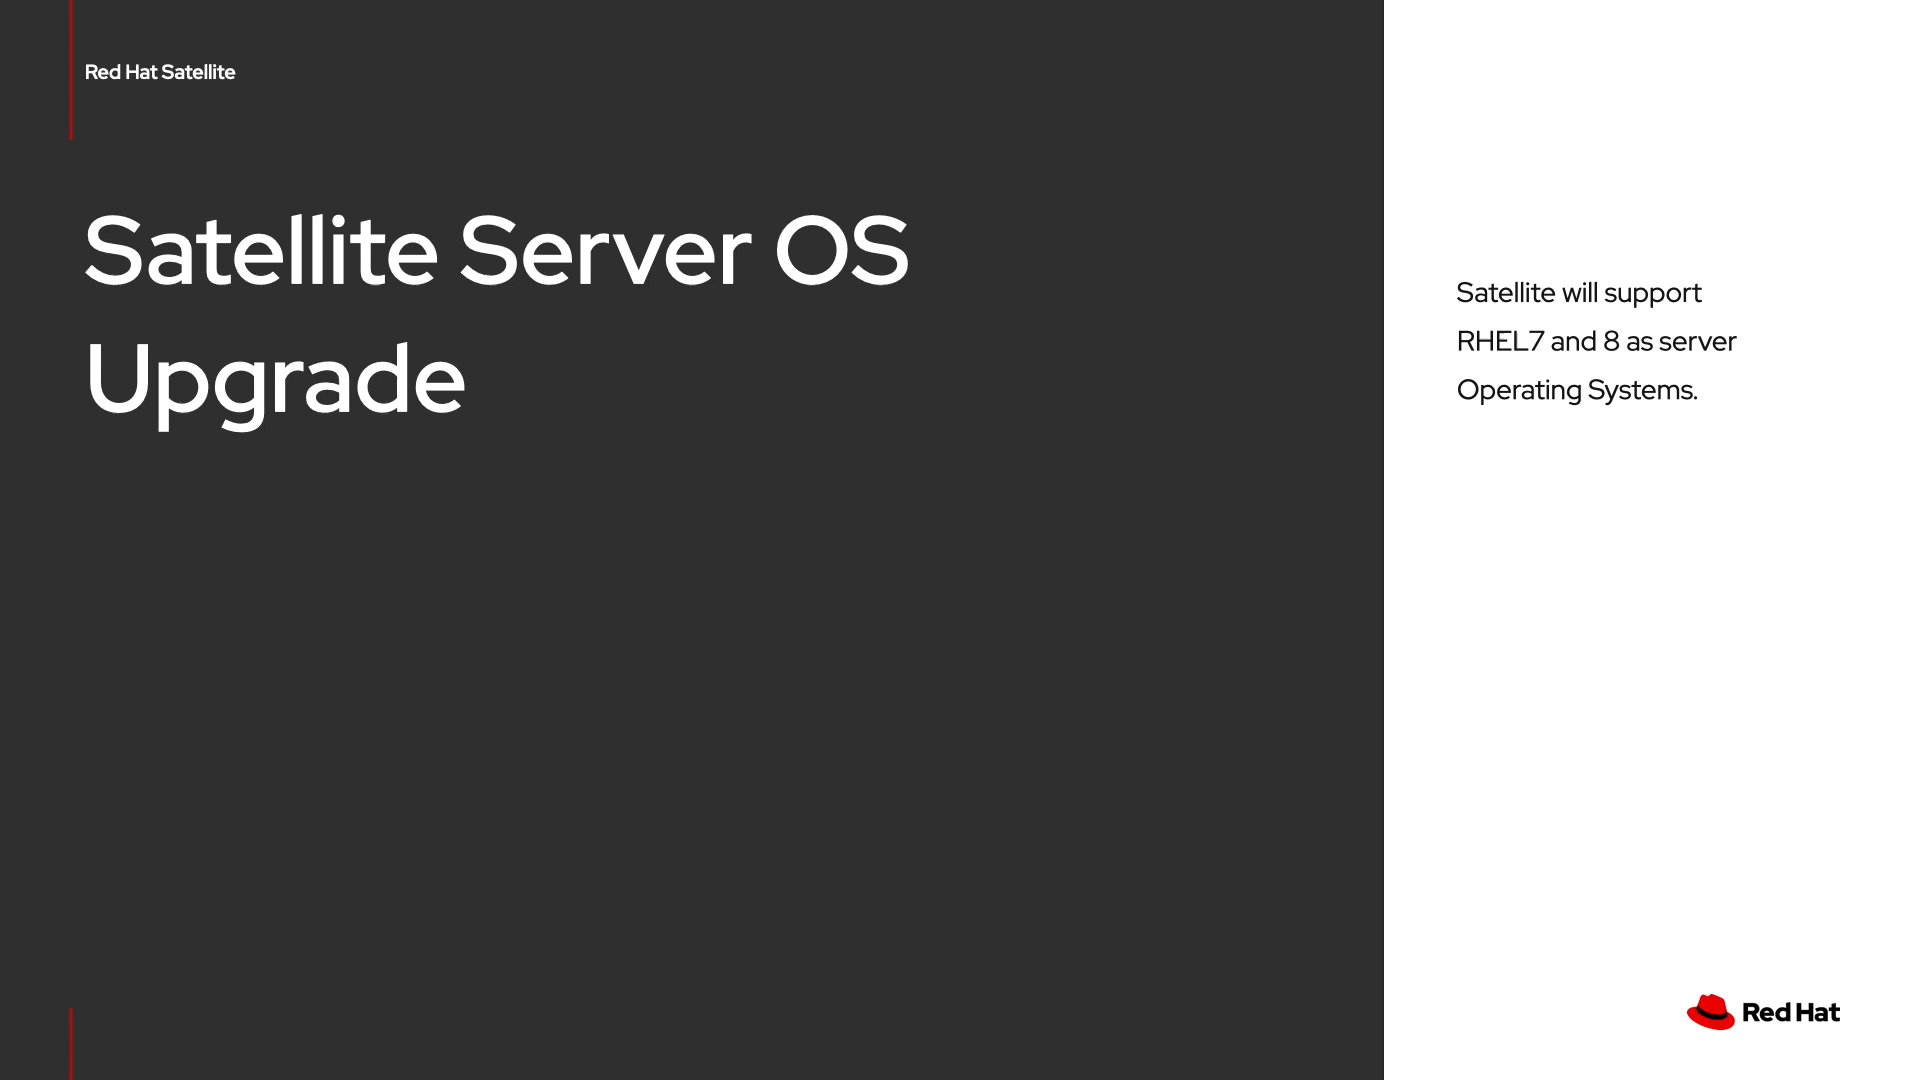 Red Hat Satellite
Satellite Server OS
Upgrade
Satellite will support
RHEL7 and 8 as server
Operating Systems.
Red Hat